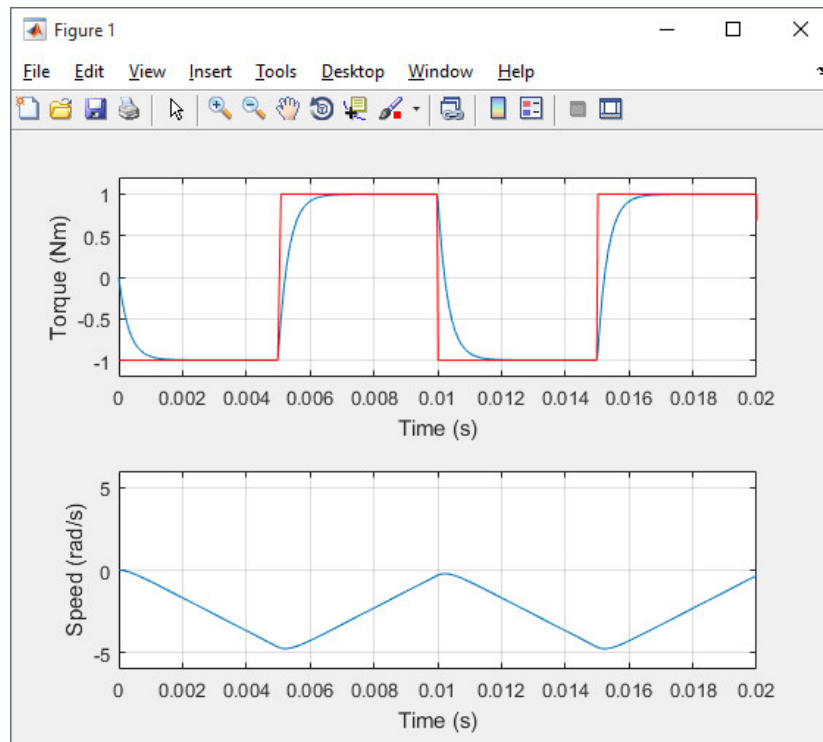 Figure 1
File Edit View Insert Tools Desktop Window Help
1
0.5
0
-0.5
-1
Torque (Nm)
0 0.002 0.004 0.006 0.008 0.01 0.012 0.014 0.016 0.018 0.02
Time (s)
5
0
-5
Speed (rad/s)
0 0.002 0.004 0.006 0.008 0.01 0.012 0.014 0.016 0.018 0.02
Time (s)